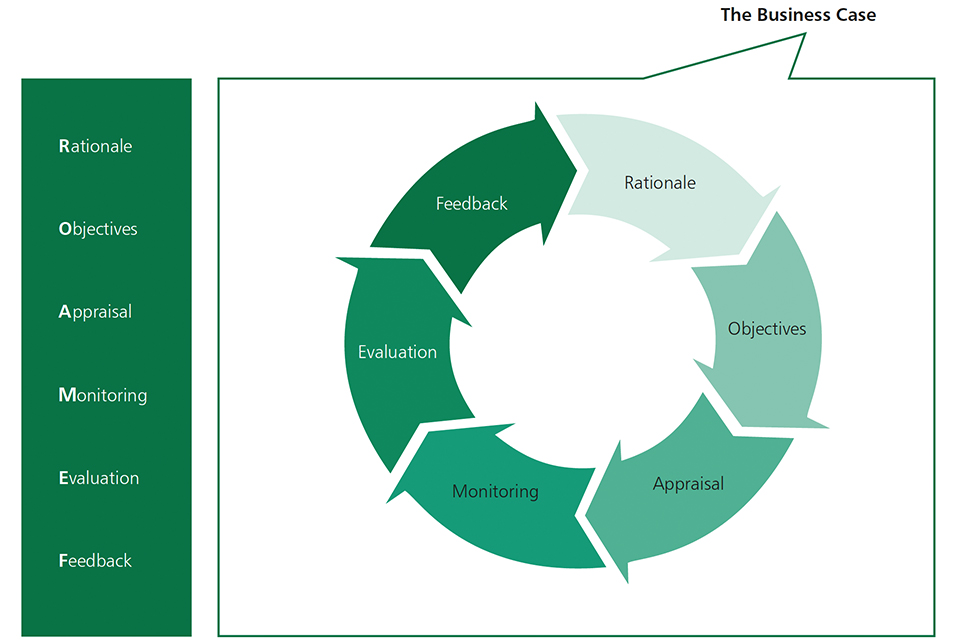 The Business Case
Rationale
Objectives
Appraisal
Monitoring
Evaluation
Feedback
Rationale
Objectives
Appraisal
Monitoring
Evaluation
Feedback